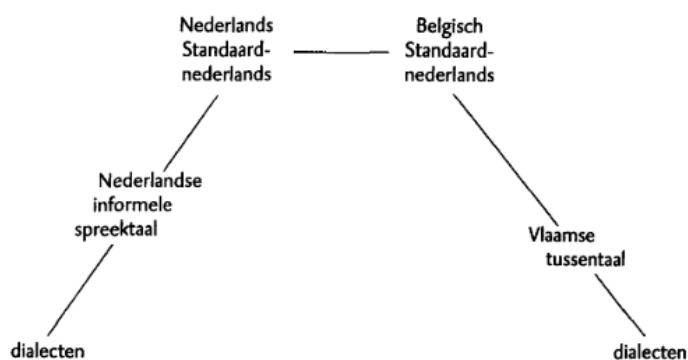 Nederlands
Standaard-
nederlands
Belgisch
Standaard-
nederlands
Nederlandse
informele
spreektaal
Vlaamse
tussentaal
dialecten
dialecten